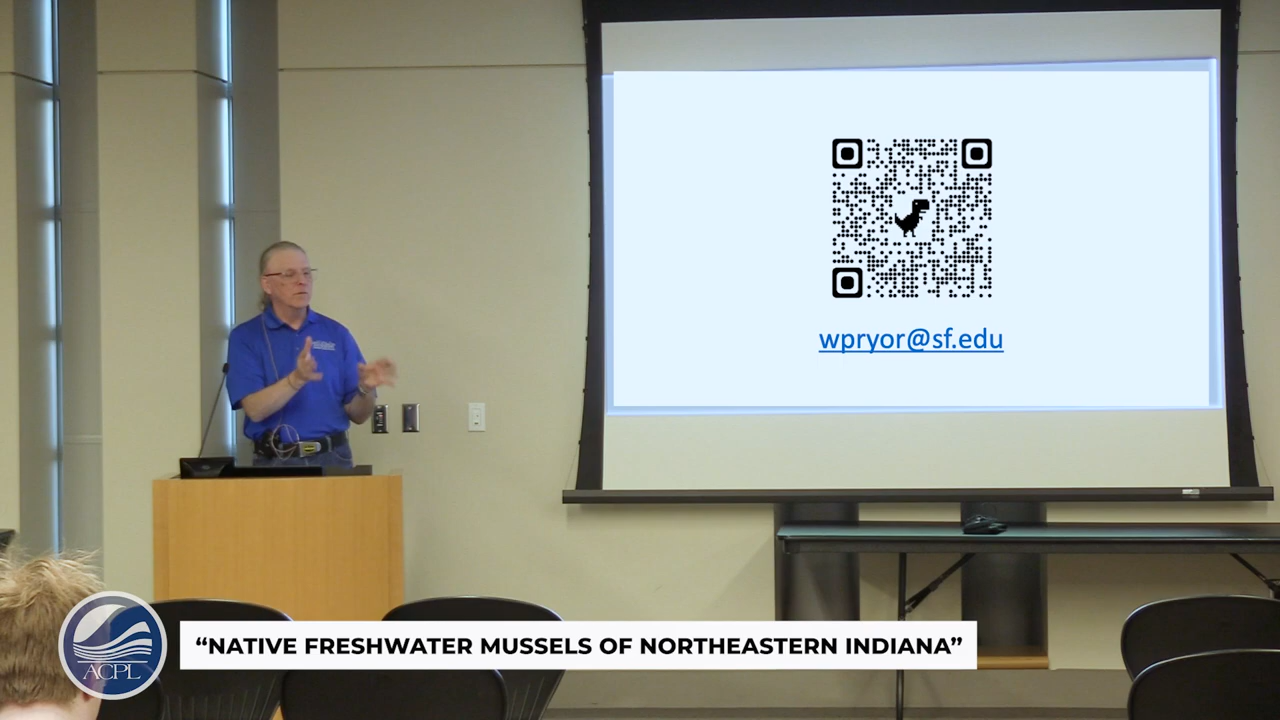 wpryor@sf.edu
“NATIVE FRESHWATER MUSSELS OF NORTHEASTERN INDIANA”
ACPL